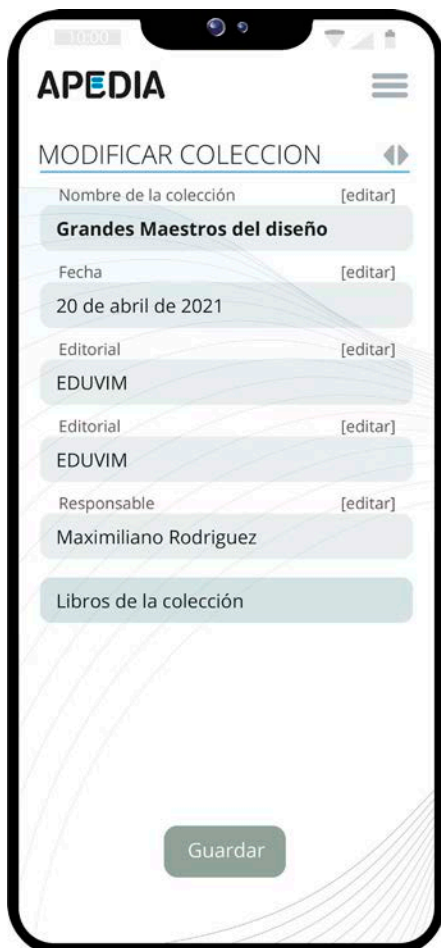 10:00
APEDIA
MODIFICAR COLECCION
Nombre de la colección [editar]
Grandes Maestros del diseño
Fecha [editar]
20 de abril de 2021
Editorial [editar]
EDUVIM
Editorial [editar]
EDUVIM
Responsable [editar]
Maximiliano Rodriguez
Libros de la colección
Guardar